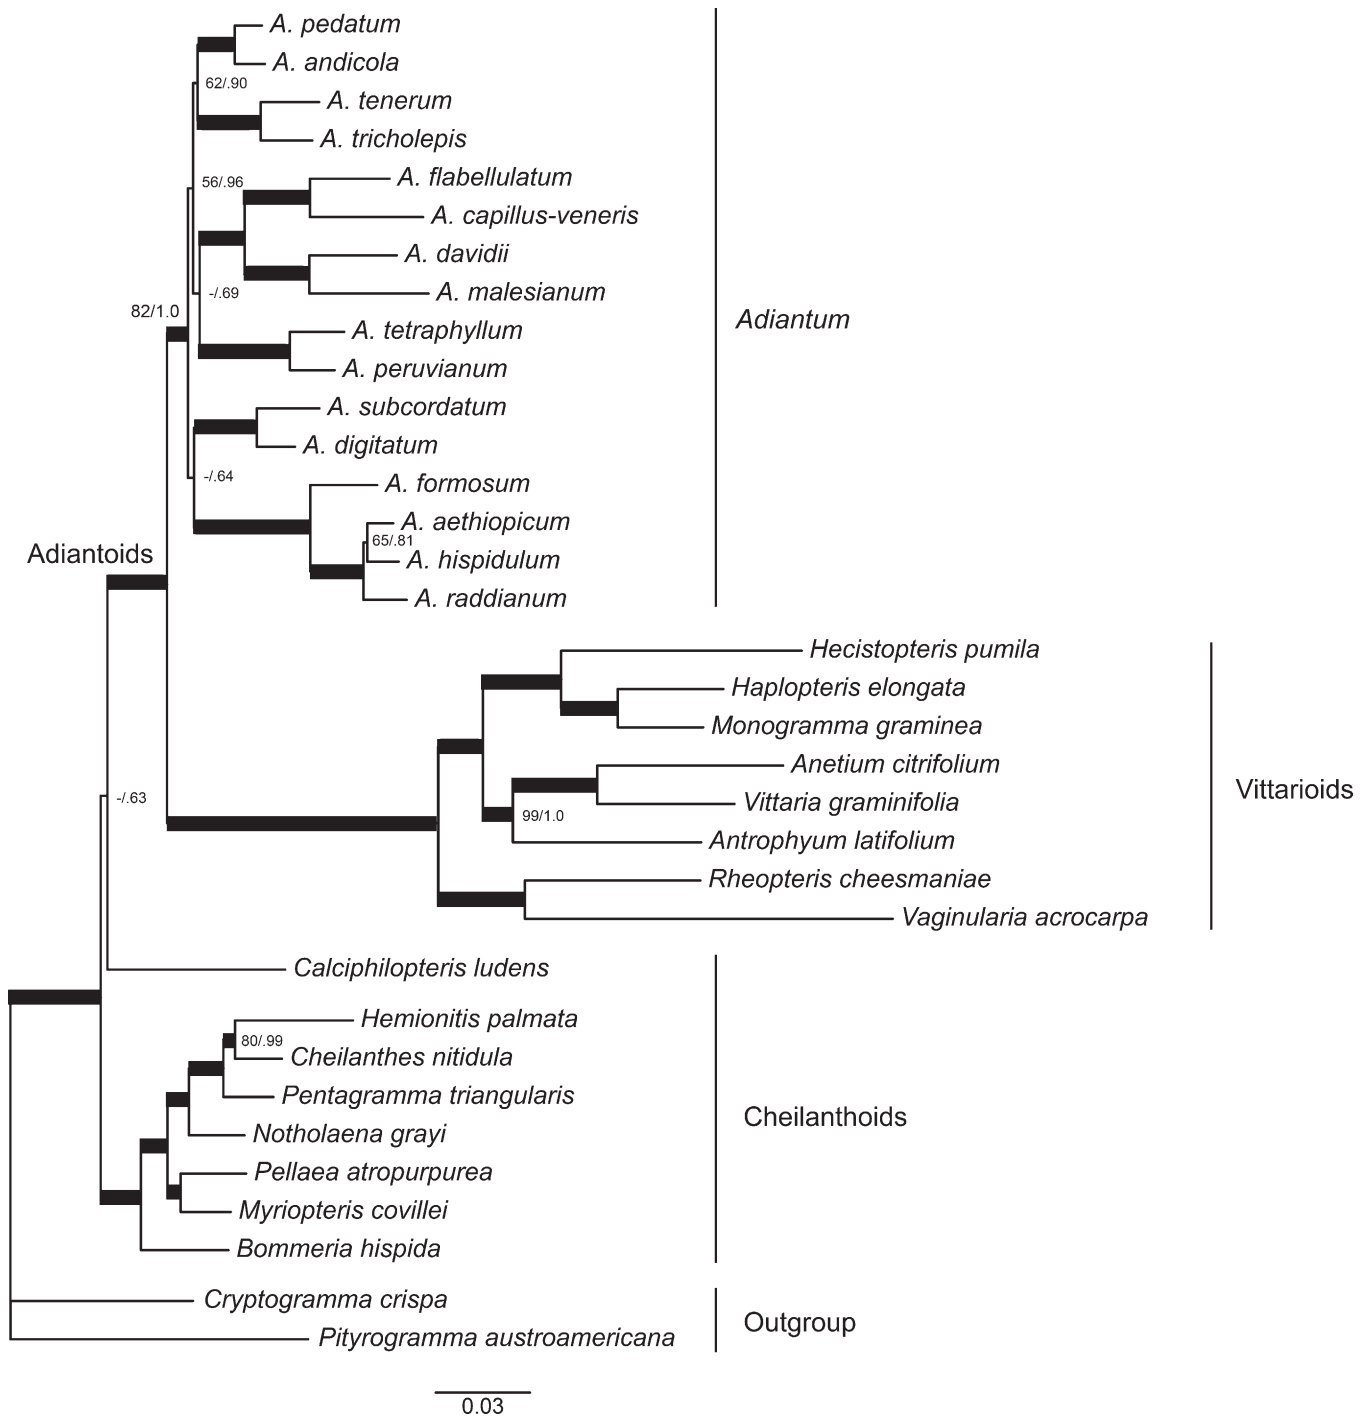 A. pedatum
A. andicola
62/.90
A. tenerum
A. tricholepis
A. flabellulatum
56/.96
A. capillus-veneris
A. davidii
A. malesianum
-/.69
82/1.0
Adiantum
A. tetraphyllum
A. peruvianum
A. subcordatum
A. digitatum
-/.64
A. formosum
A. aethiopicum
65/.81
Adiantoids
A. hispidulum
A. raddianum
Hecistopteris pumila
Haplopteris elongata
Monogramma graminea
Anetium citrifolium
Vittarioids
-/.63
Vittaria graminifolia
99/1.0
Antrophyum latifolium
Rheopteris cheesmaniae
Vaginularia acrocarpa
Calciphilopteris ludens
Hemionitis palmata
80/.99
Cheilanthes nitidula
Pentagramma triangularis
Cheilanthoids
Notholaena grayi
Pellaea atropurpurea
Myriopteris covillei
Bommeria hispida
Cryptogramma crispa
Outgroup
Pityrogramma austroamericana
0.03